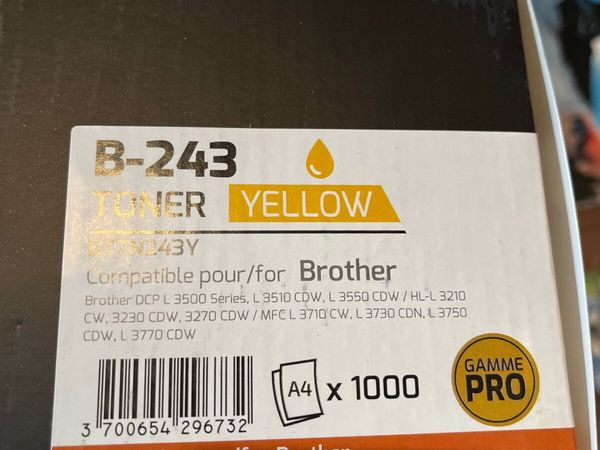 B-243
TONER YELLOW
BTTN243Y
Compatible pour/for Brother
Brother DCP L 3500 Series, L 3510 CDW, L 3550 CDW / HL-L 3210
CW, 3230 CDW, 3270 CDW / MFC L 3710 CW, L 3730 CDN, L 3750
CDW, L 3770 CDW
A4 x 1000
GAMME
PRO
3 700654 296732